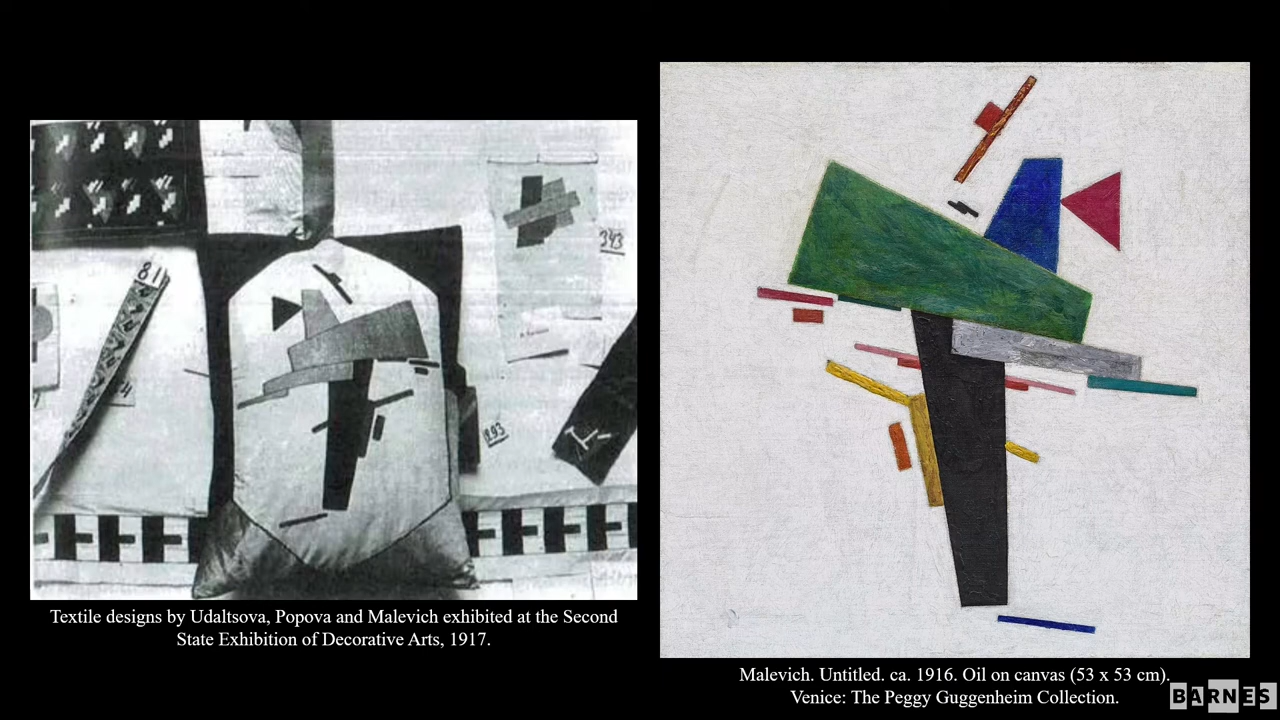 81
343
293
Textile designs by Udaltsova, Popova and Malevich exhibited at the Second
State Exhibition of Decorative Arts, 1917.
Malevich. Untitled. ca. 1916. Oil on canvas (53 x 53 cm).
Venice: The Peggy Guggenheim Collection.
BARNES